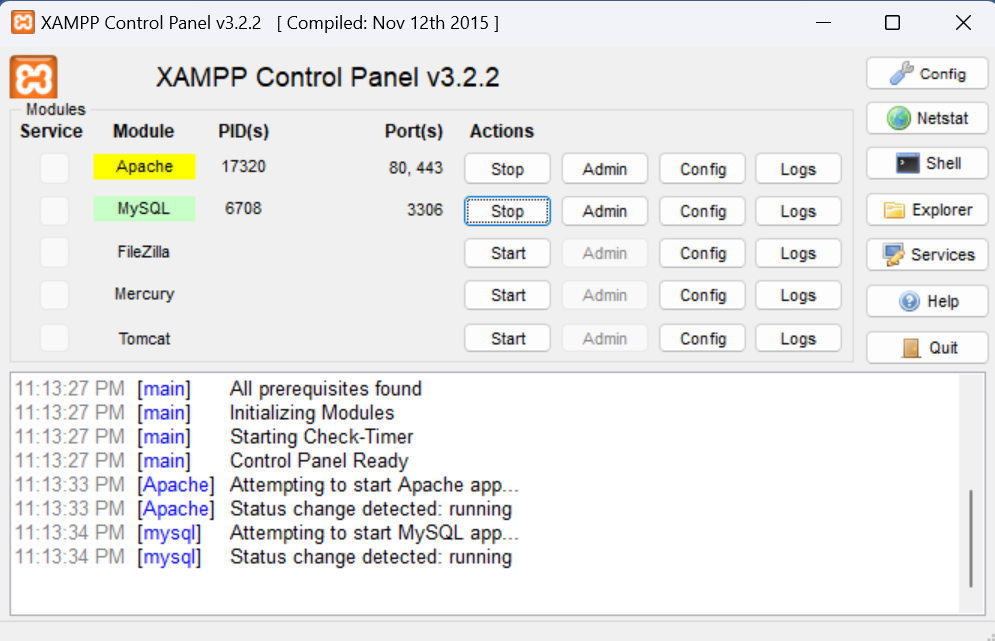 XAMPP Control Panel v3.2.2 [ Compiled: Nov 12th 2015 ]
XAMPP Control Panel v3.2.2
Config
Modules
Netstat
Service Module PID(s) Port(s) Actions
Apache 17320 80, 443 Stop Admin Config Logs
Shell
MySQL 6708 3306 Stop Admin Config Logs
Explorer
FileZilla Start Admin Config Logs
Services
Mercury Start Admin Config Logs
Help
Tomcat Start Admin Config Logs
Quit
11:13:27 PM [main] All prerequisites found
11:13:27 PM [main] Initializing Modules
11:13:27 PM [main] Starting Check-Timer
11:13:27 PM [main] Control Panel Ready
11:13:33 PM [Apache] Attempting to start Apache app...
11:13:33 PM [Apache] Status change detected: running
11:13:34 PM [mysql] Attempting to start MySQL app...
11:13:34 PM [mysql] Status change detected: running